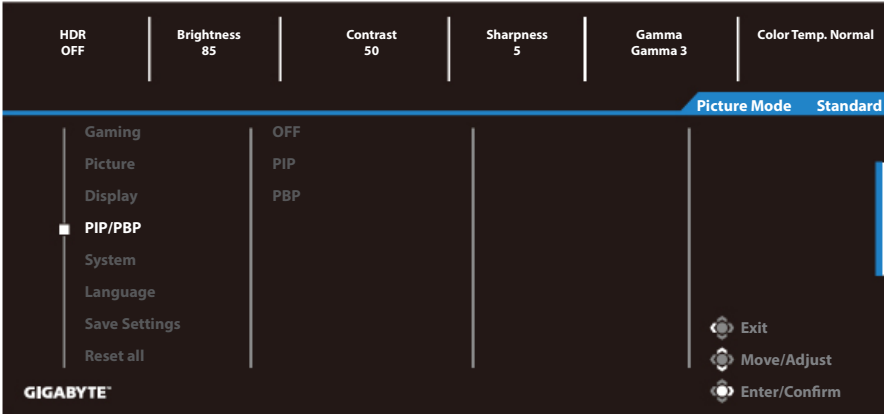 HDR
OFF
Brightness
85
Contrast
50
Sharpness
5
Gamma
Gamma 3
Color Temp. Normal
Picture Mode Standard
Gaming
OFF
Picture
PIP
Display
PBP
PIP/PBP
System
Language
Save Settings
Reset all
Exit
Move/Adjust
Enter/Confirm
GIGABYTE™